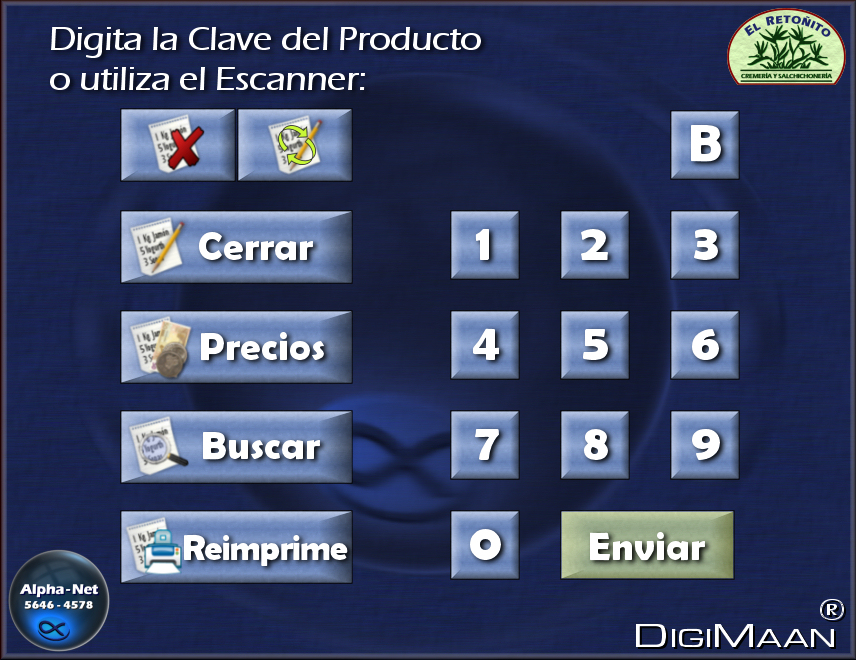 Digita la Clave del Producto
o utiliza el Escanner:
EL RETOÑITO
CREMERÍA Y SALCHICHONERÍA
B
Cerrar
1 2 3
Precios
4 5 6
Buscar
7 8 9
Reimprime
0 Enviar
Alpha-Net
5646 - 4578
DIGIMAAN ®